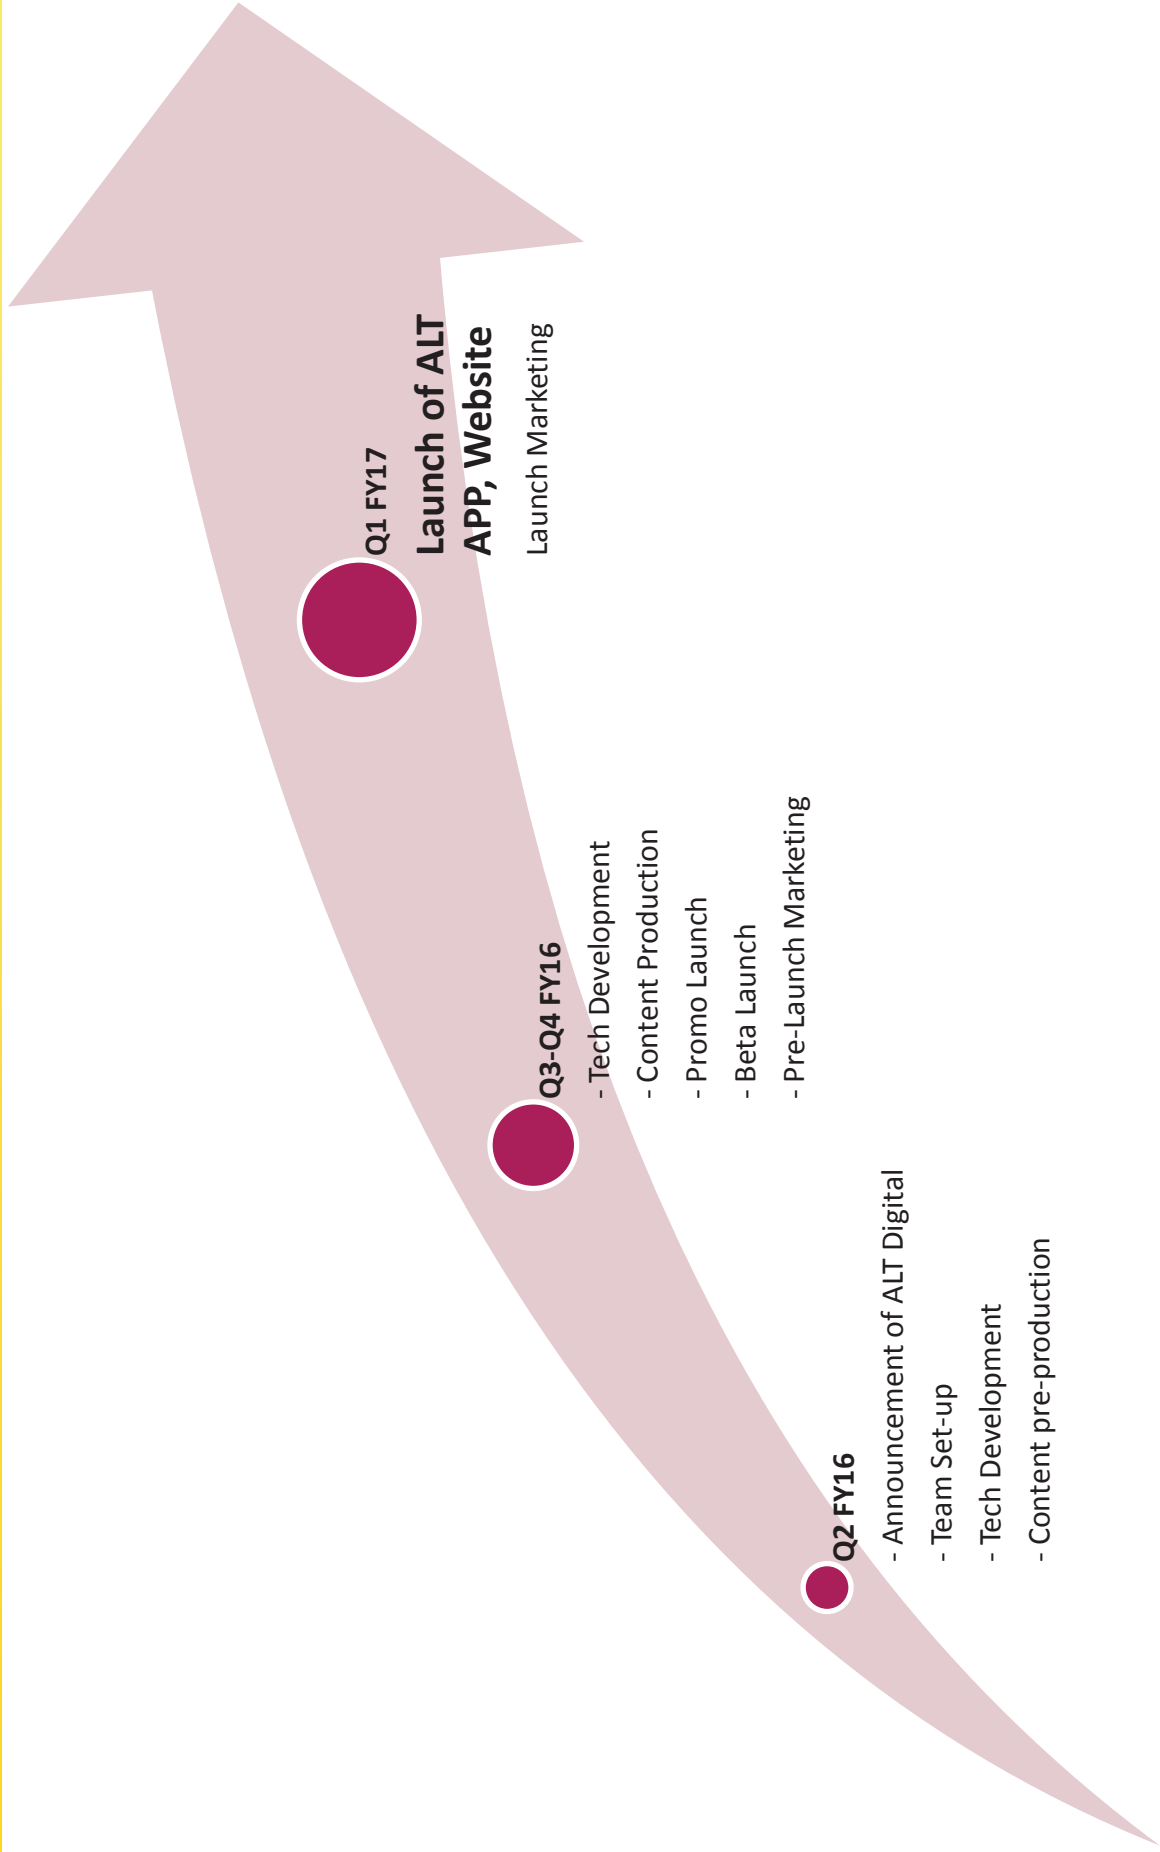 Q2 FY16
- Announcement of ALT Digital
- Team Set-up
- Tech Development
- Content pre-production
Q3-Q4 FY16
- Tech Development
- Content Production
- Promo Launch
- Beta Launch
- Pre-Launch Marketing
Q1 FY17
Launch of ALT
APP, Website
Launch Marketing